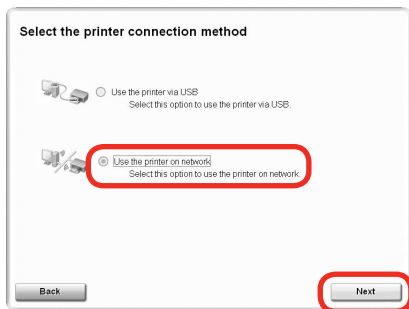 Select the printer connection method
Use the printer via USB
Select this option to use the printer via USB.
Use the printer on network
Select this option to use the printer on network.
Back
Next